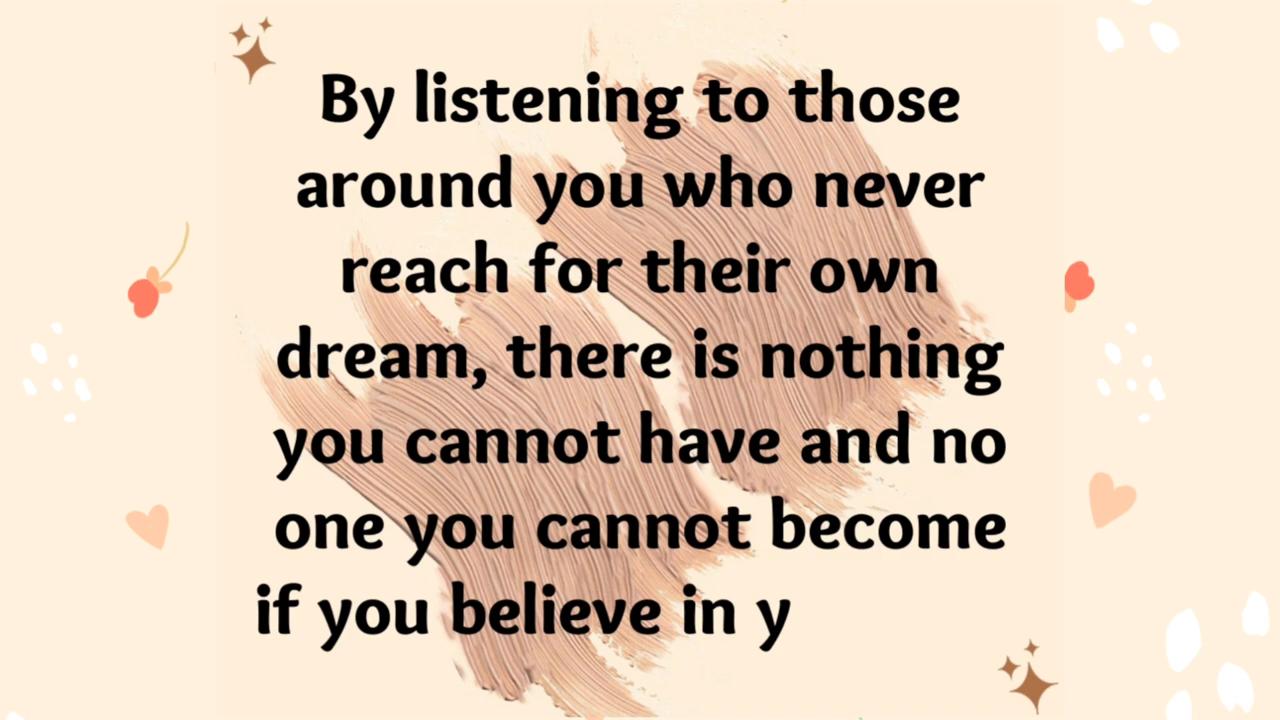 By listening to those
around you who never
reach for their own
dream, there is nothing
you cannot have and no
one you cannot become
if you believe in y